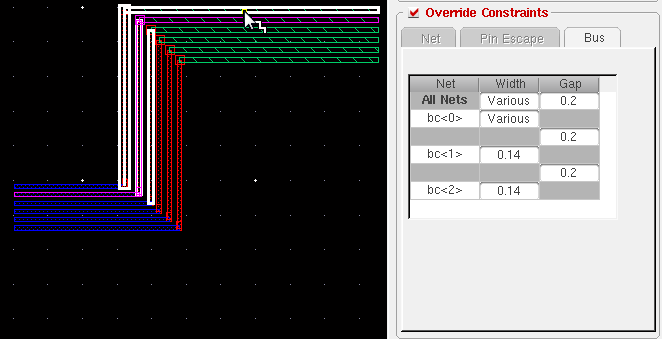 Override Constraints
Net Pin Escape Bus
Net Width Gap
All Nets Various 0.2
bc<0> Various
0.2
bc<1> 0.14
0.2
bc<2> 0.14